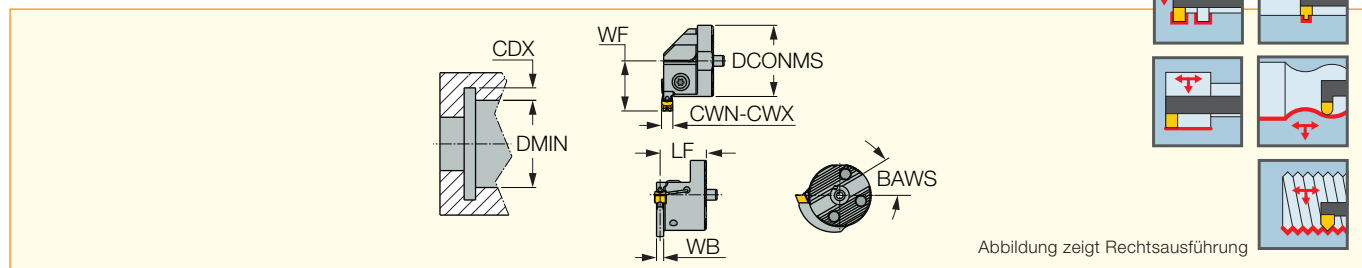 WF
CDX
DCONMS
CWN-CWX
DMIN
LF
BAWS
WB
Abbildung zeigt Rechtsausführung